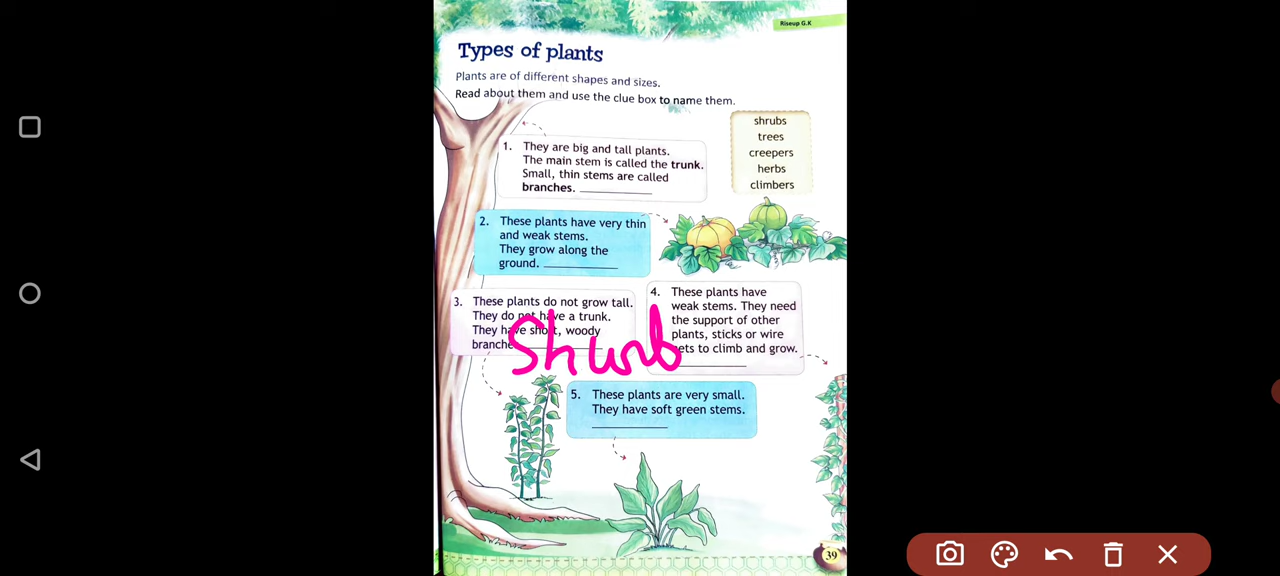 Riseup G.K
Types of plants
Plants are of different shapes and sizes.
Read about them and use the clue box to name them.
shrubs
trees
creepers
herbs
climbers
1. They are big and tall plants.
The main stem is called the trunk.
Small, thin stems are called
branches.
2. These plants have very thin
and weak stems.
They grow along the
ground.
3. These plants do not grow tall.
They do not have a trunk.
They have short, woody
branche
Shurb
4. These plants have
weak stems. They need
the support of other
plants, sticks or wire
nets to climb and grow.
5. These plants are very small.
They have soft green stems.
39